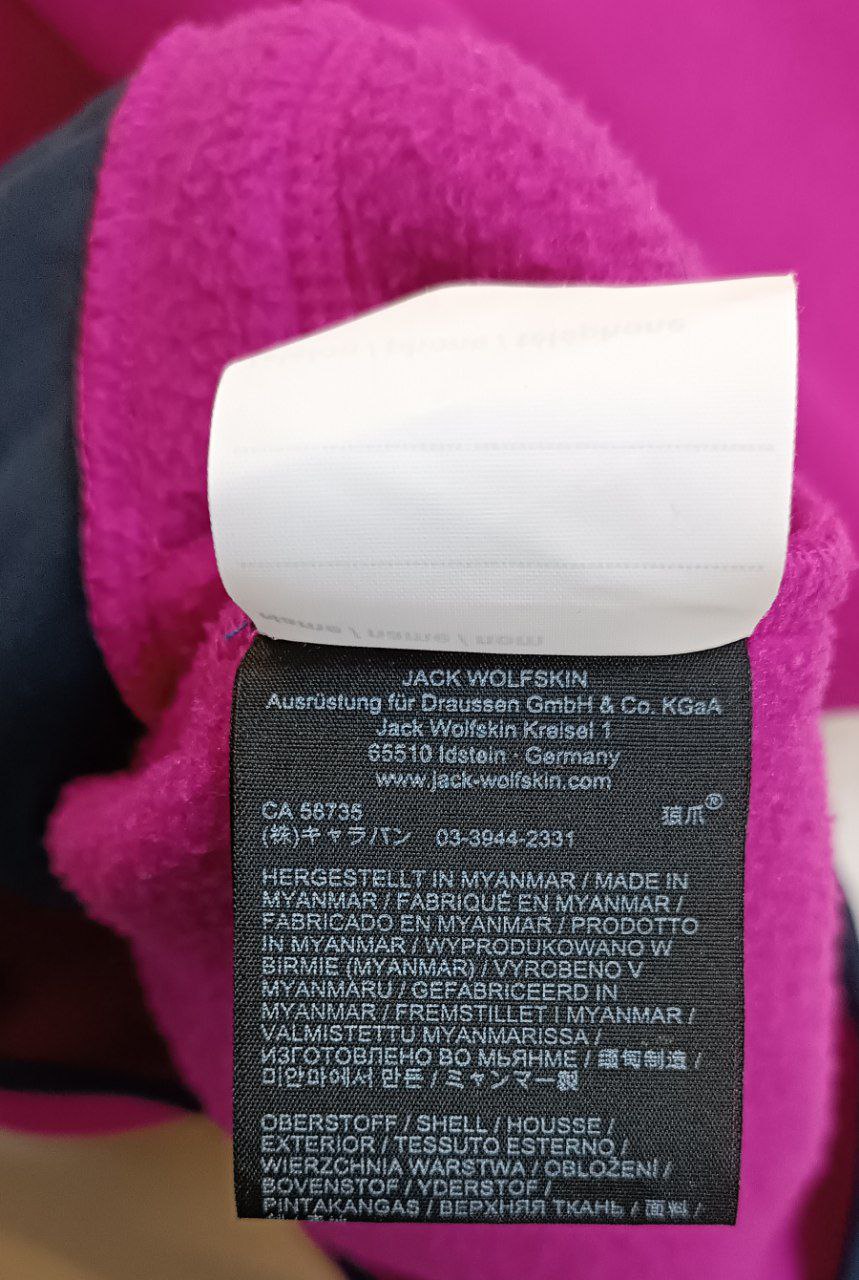 name / name / nom
JACK WOLFSKIN
Ausrüstung für Draussen GmbH & Co. KGaA
Jack Wolfskin Kreisel 1
65510 Idstein · Germany
www.jack-wolfskin.com
CA 58735 狼爪®
(株)キャラバン 03-3944-2331
HERGESTELLT IN MYANMAR / MADE IN
MYANMAR / FABRIQUÉ EN MYANMAR /
FABRICADO EN MYANMAR / PRODOTTO
IN MYANMAR / WYPRODUKOWANO W
BIRMIE (MYANMAR) / VYROBENO V
MYANMARU / GEFABRICEERD IN
MYANMAR / FREMSTILLET I MYANMAR /
VALMISTETTU MYANMARISSA /
ИЗГОТОВЛЕНО ВО МЬЯНМЕ / 缅甸制造 /
미얀마에서 만든 / ミャンマー製
OBERSTOFF / SHELL / HOUSSE /
EXTERIOR / TESSUTO ESTERNO /
WIERZCHNIA WARSTWA / OBLOŽENÍ /
BOVENSTOF / YDERSTOF /
PINTAKANGAS / ВЕРХНЯЯ ТКАНЬ / 面料 /